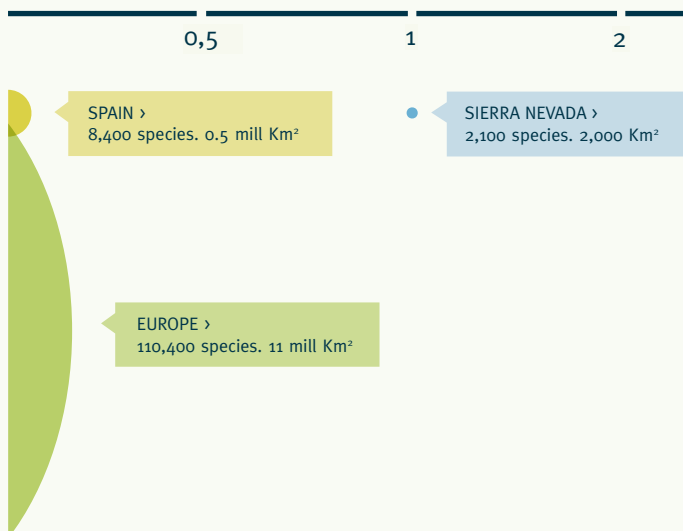 0,5 1 2
SPAIN >
8,400 species. 0.5 mill Km²
SIERRA NEVADA >
2,100 species. 2,000 Km²
EUROPE >
110,400 species. 11 mill Km²